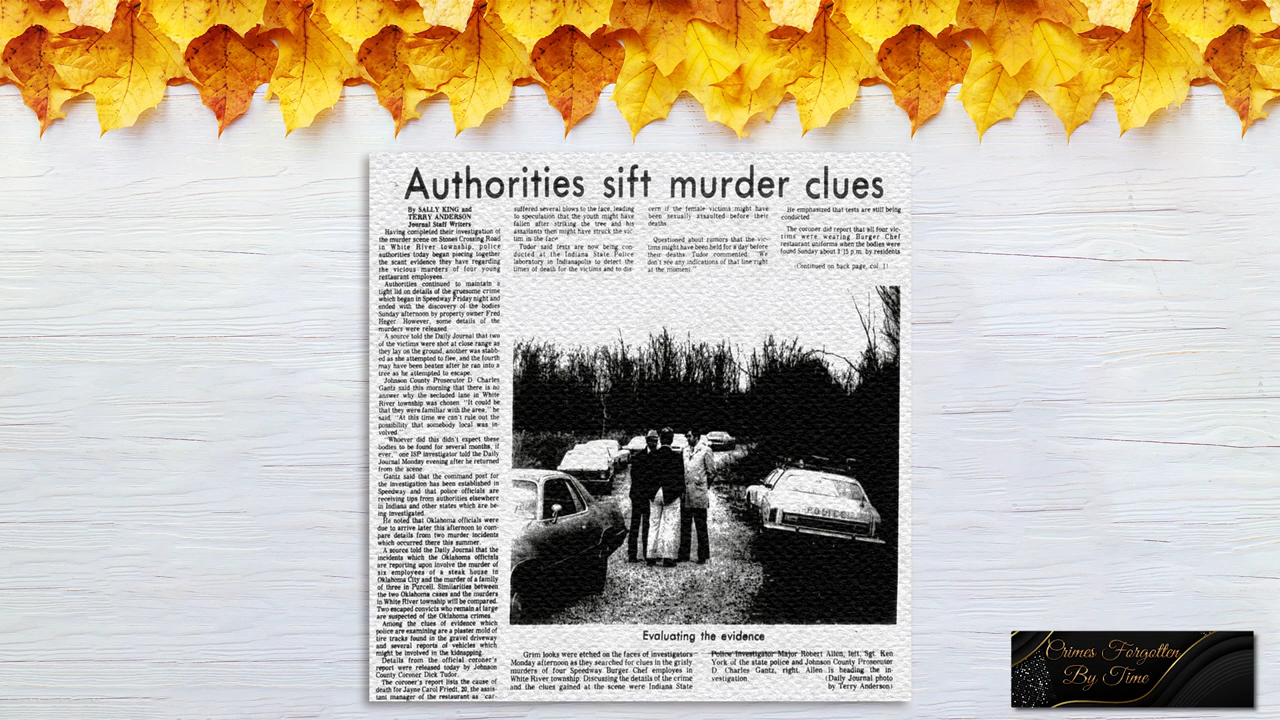 Authorities sift murder clues
By SALLY KING and
TERRY ANDERSON
Journal Staff Writers
Having completed their investigation of
the murder scene on Stones Crossing Road
in White River township, police
authorities today began piecing together
the scant evidence they have regarding
the vicious murders of four young
restaurant employees.
Authorities continued to maintain a
tight lid on details of the gruesome crime
which began in Speedway Friday night and
ended with the discovery of the bodies
Sunday afternoon by property owner Fred
Heger. However, some details of the
murders were released.
A source told the Daily Journal that two
of the victims were shot at close range as
they lay on the ground, another was stabb-
ed as she attempted to flee, and the fourth
may have been beaten after he ran into a
tree as he attempted to escape.
Johnson County Prosecutor D. Charles
Gantz said this morning that there is no
answer why the secluded lane in White
River township was chosen. "It could be
that they were familiar with the area," he
said. "At this time we can't rule out the
possibility that somebody local was in-
volved."
"Whoever did this didn't expect these
bodies to be found for several months, if
ever," one ISP investigator told the Daily
Journal Monday evening after he returned
from the scene.
Gantz said that the command post for
the investigation has been established in
Speedway and that police officials are
receiving tips from authorities elsewhere
in Indiana and other states which are be-
ing investigated.
He noted that Oklahoma officials were
due to arrive later this afternoon to com-
pare details from two murder incidents
which occurred there this summer.
A source told the Daily Journal that the
incidents which the Oklahoma officials
are reporting upon involve the murder of
six employees of a steak house in
Oklahoma City and the murder of a family
of three in Purcell. Similarities between
the two Oklahoma cases and the murders
in White River township will be compared.
Two escaped convicts who remain at large
are suspected of the Oklahoma crimes.
Among the clues of evidence which
police are examining are a plaster mold of
tire tracks found in the gravel driveway
and several reports of vehicles which
might be involved in the kidnapping.
Details from the official coroner's
report were released today by Johnson
County Coroner Dick Tudor.
The coroner's report lists the cause of
death for Jayne Carol Friedt, 20, the assis-
tant manager of the restaurant as "car-
suffered several blows to the face, leading
to speculation that the youth might have
fallen after striking the tree and his
assailants then might have struck the vic-
tim in the face.
Tudor said tests are now being con-
ducted at the Indiana State Police
laboratory in Indianapolis to detect the
times of death for the victims and to dis-
cern if the female victims might have
been sexually assaulted before their
deaths.
Questioned about rumors that the vic-
tims might have been held for a day before
their deaths, Tudor commented: "We
don't see any indications of that line right
at the moment."
He emphasized that tests are still being
conducted.
The coroner did report that all four vic-
tims were wearing Burger Chef
restaurant uniforms when the bodies were
found Sunday about 1:15 p.m. by residents
(Continued on back page, col. 1)
POLICE
Evaluating the evidence
Grim looks were etched on the faces of investigators
Monday afternoon as they searched for clues in the grisly
murders of four Speedway Burger Chef employes in
White River township. Discussing the details of the crime
and the clues gained at the scene were Indiana State
Police Investigator Major Robert Allen, left, Sgt. Ken
York of the state police and Johnson County Prosecutor
D. Charles Gantz, right. Allen is heading the in-
vestigation.
(Daily Journal photo
by Terry Anderson)
Crimes Forgotten
By Time